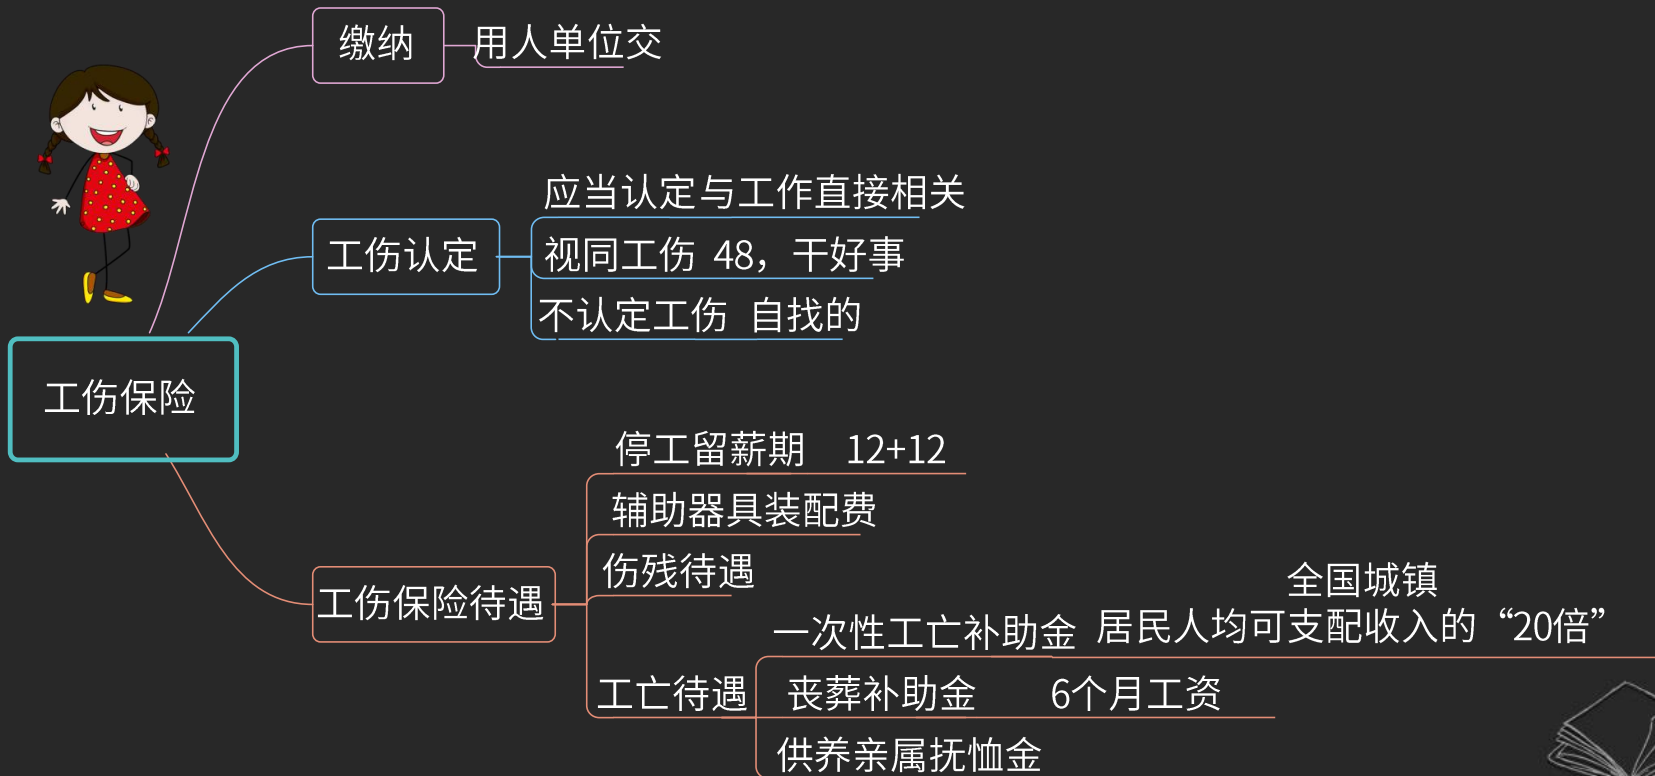 缴纳
用人单位交
工伤认定
应当认定与工作直接相关
视同工伤 48，干好事
不认定工伤 自找的
工伤保险
工伤保险待遇
停工留薪期 12+12
辅助器具装配费
伤残待遇
工亡待遇
一次性工亡补助金
全国城镇
居民人均可支配收入的“20倍”
丧葬补助金 6个月工资
供养亲属抚恤金